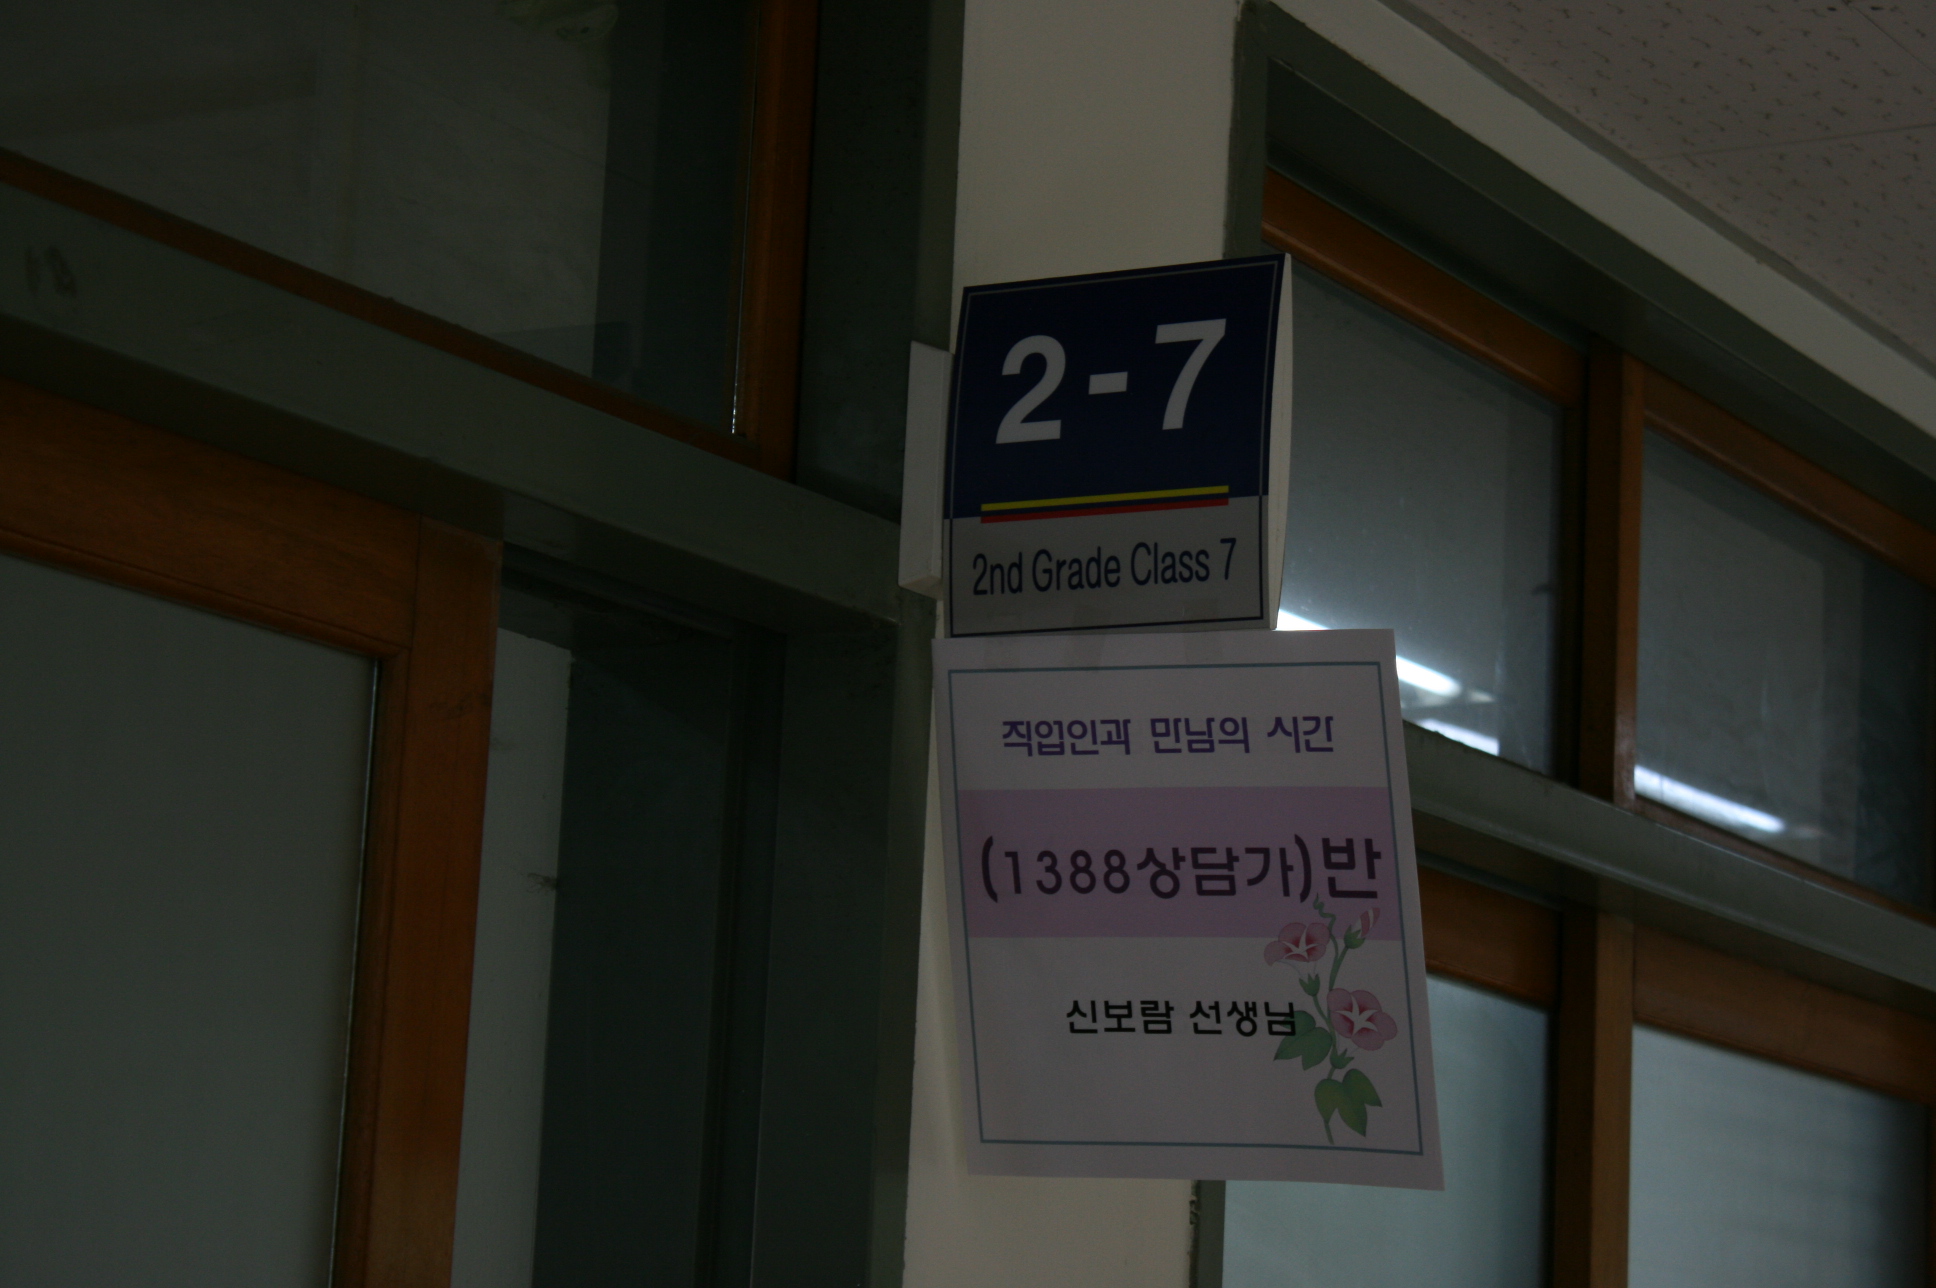 2-7
2nd Grade Class 7
직업인과 만남의 시간
(1388상담가)반
신보람 선생님